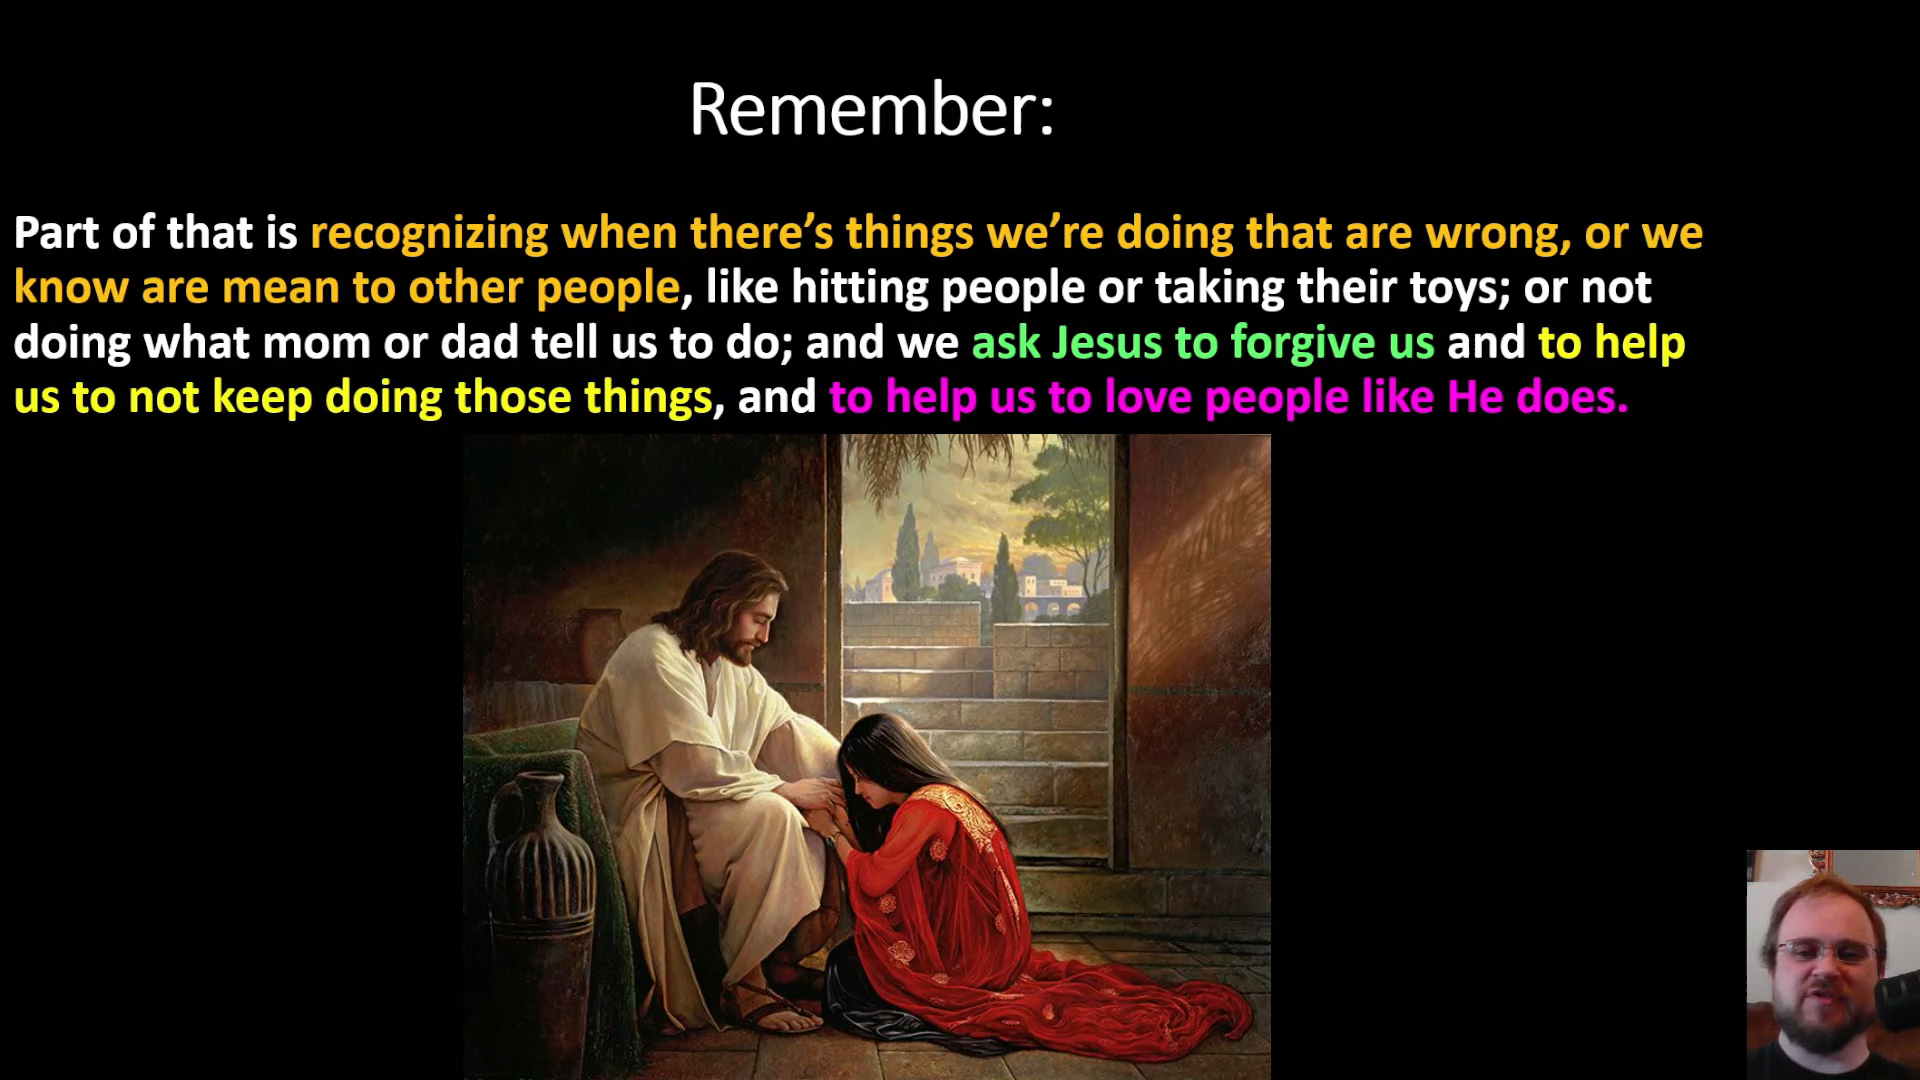 Remember:
Part of that is recognizing when there’s things we’re doing that are wrong, or we
know are mean to other people, like hitting people or taking their toys; or not
doing what mom or dad tell us to do; and we ask Jesus to forgive us and to help
us to not keep doing those things, and to help us to love people like He does.